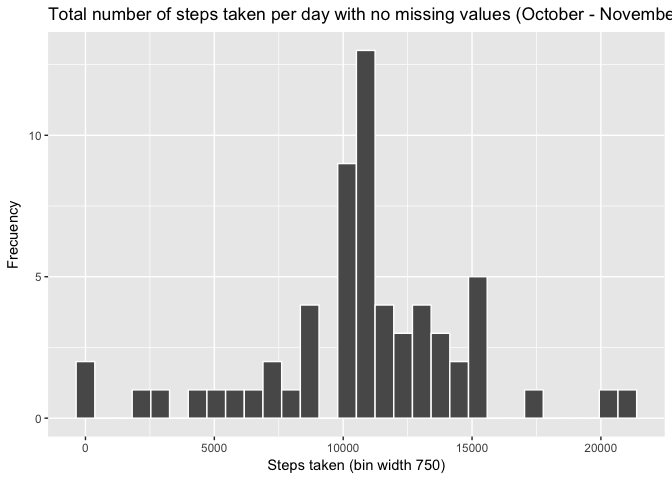 Total number of steps taken per day with no missing values (October - Novembe
Frecuency
10
5
0
0 5000 10000 15000 20000
Steps taken (bin width 750)